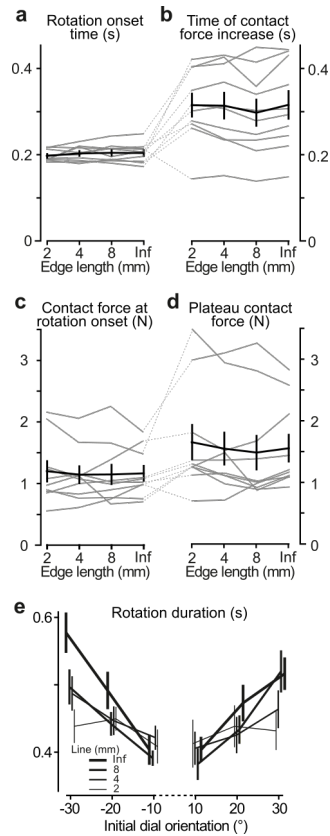 a
Rotation onset
time (s)
b
Time of contact
force increase (s)
0.4
0.2
0
2 4 8 Inf
Edge length (mm)
0.4
0.2
0
2 4 8 Inf
Edge length (mm)
c
Contact force at
rotation onset (N)
d
Plateau contact
force (N)
3
2
1
0
2 4 8 Inf
Edge length (mm)
3
2
1
0
2 4 8 Inf
Edge length (mm)
e
Rotation duration (s)
0.6
0.4
Line (mm)
Inf
8
4
2
-30 -20 -10 10 20 30
Initial dial orientation (°)